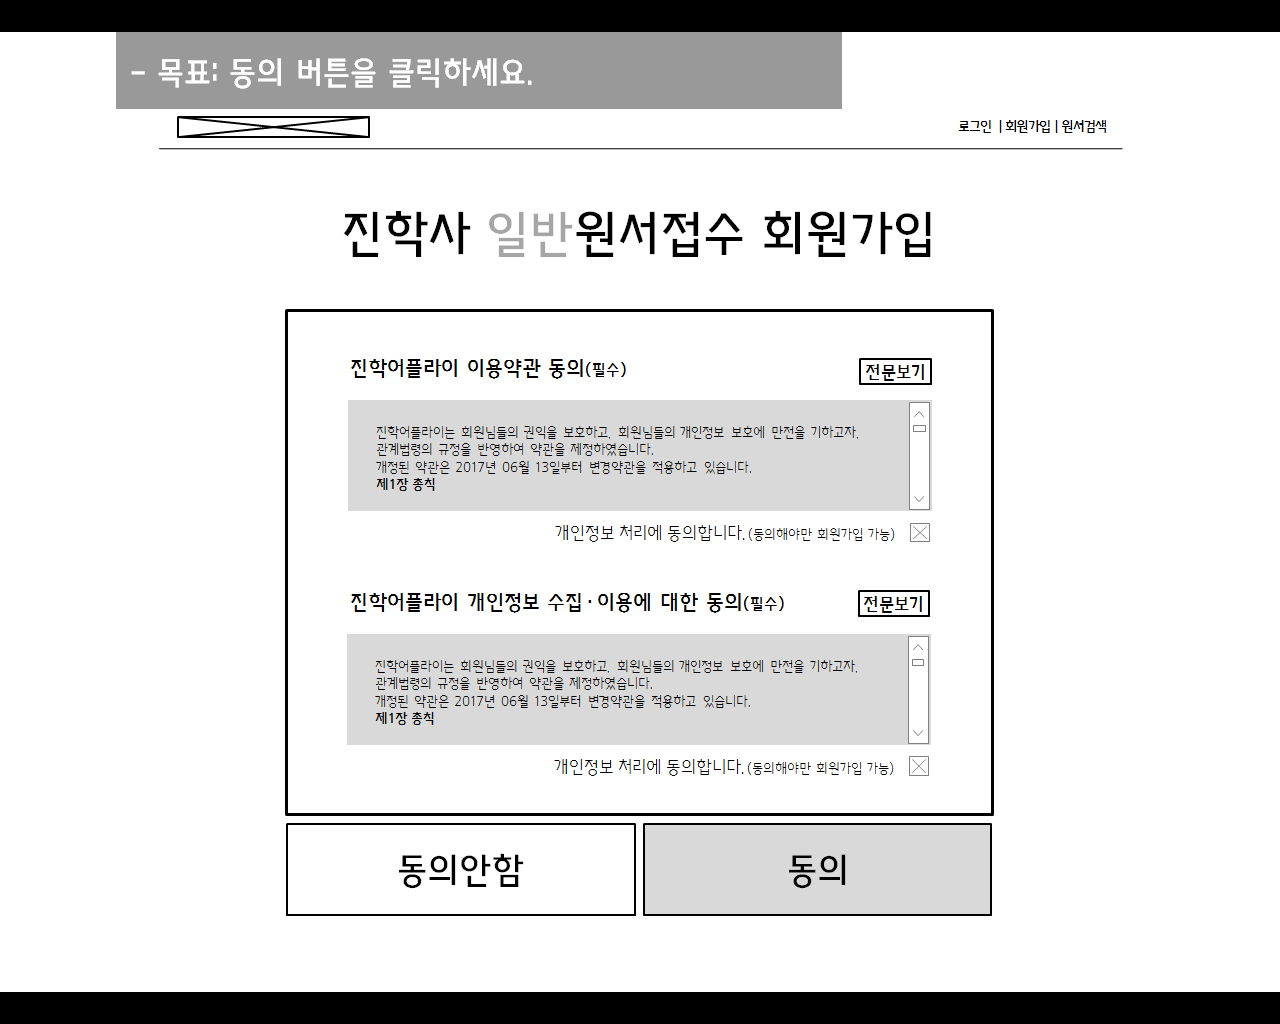 - 목표: 동의 버튼을 클릭하세요.
로그인 | 회원가입 | 원서검색
진학사 일반원서접수 회원가입
진학어플라이 이용약관 동의(필수)
전문보기
진학어플라이는 회원님들의 권익을 보호하고, 회원님들의 개인정보 보호에 만전을 기하고자,
관계법령의 규정을 반영하여 약관을 제정하였습니다.
개정된 약관은 2017년 06월 13일부터 변경약관을 적용하고 있습니다.
제1장 총칙
개인정보 처리에 동의합니다.(동의해야만 회원가입 가능)
진학어플라이 개인정보 수집·이용에 대한 동의(필수)
전문보기
진학어플라이는 회원님들의 권익을 보호하고, 회원님들의 개인정보 보호에 만전을 기하고자,
관계법령의 규정을 반영하여 약관을 제정하였습니다.
개정된 약관은 2017년 06월 13일부터 변경약관을 적용하고 있습니다.
제1장 총칙
개인정보 처리에 동의합니다.(동의해야만 회원가입 가능)
동의안함
동의